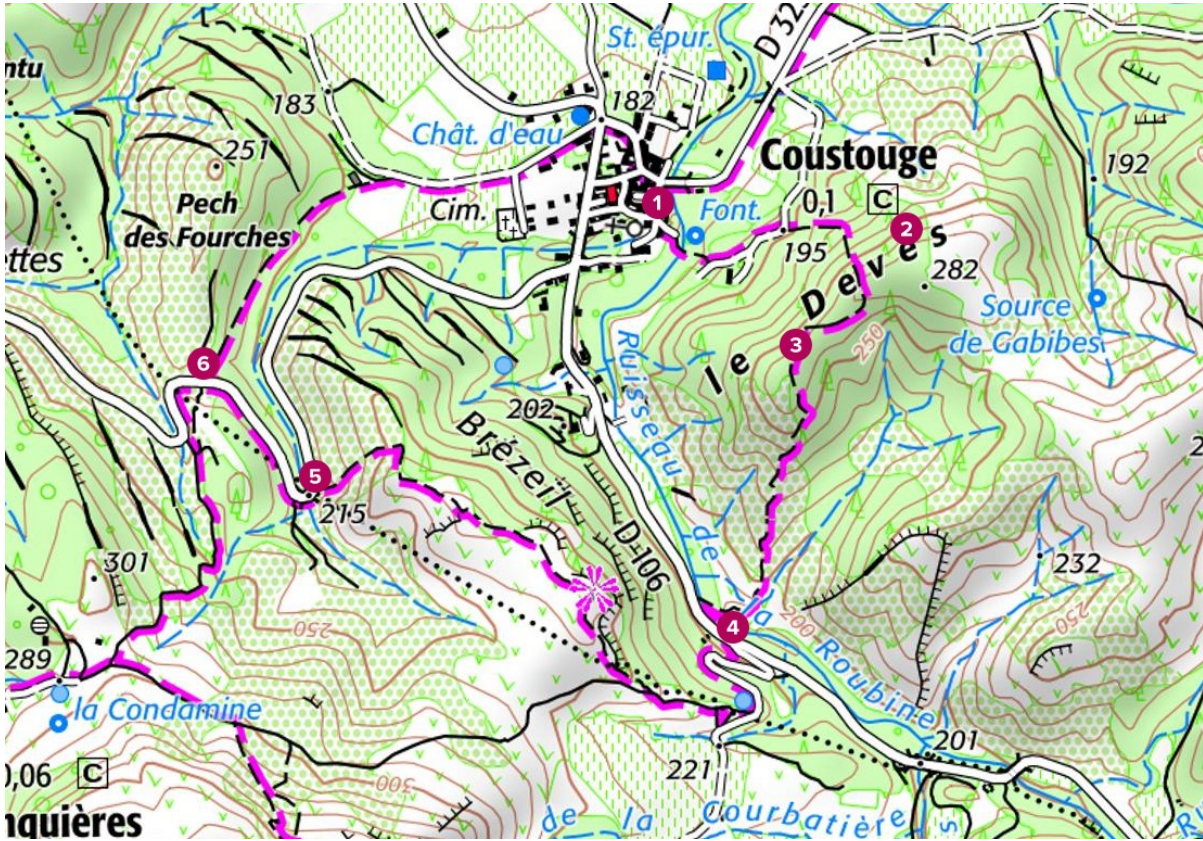 St. épur.
D 32
ntu
183
182
Chât. d'eau
251
Coustouge
192
Pech
des Fourches
Cim.
1
Font.
0,1
C
2
ettes
195
le Devès
282
Source
de Gabibes
250
3
6
Ruisseau de la Roubine
202
Brézeil
5
215
D 106
232
301
250
200
250
4
289
la Condamine
201
0,06
C
300
221
nquières
de la Courbatière
s
R
2